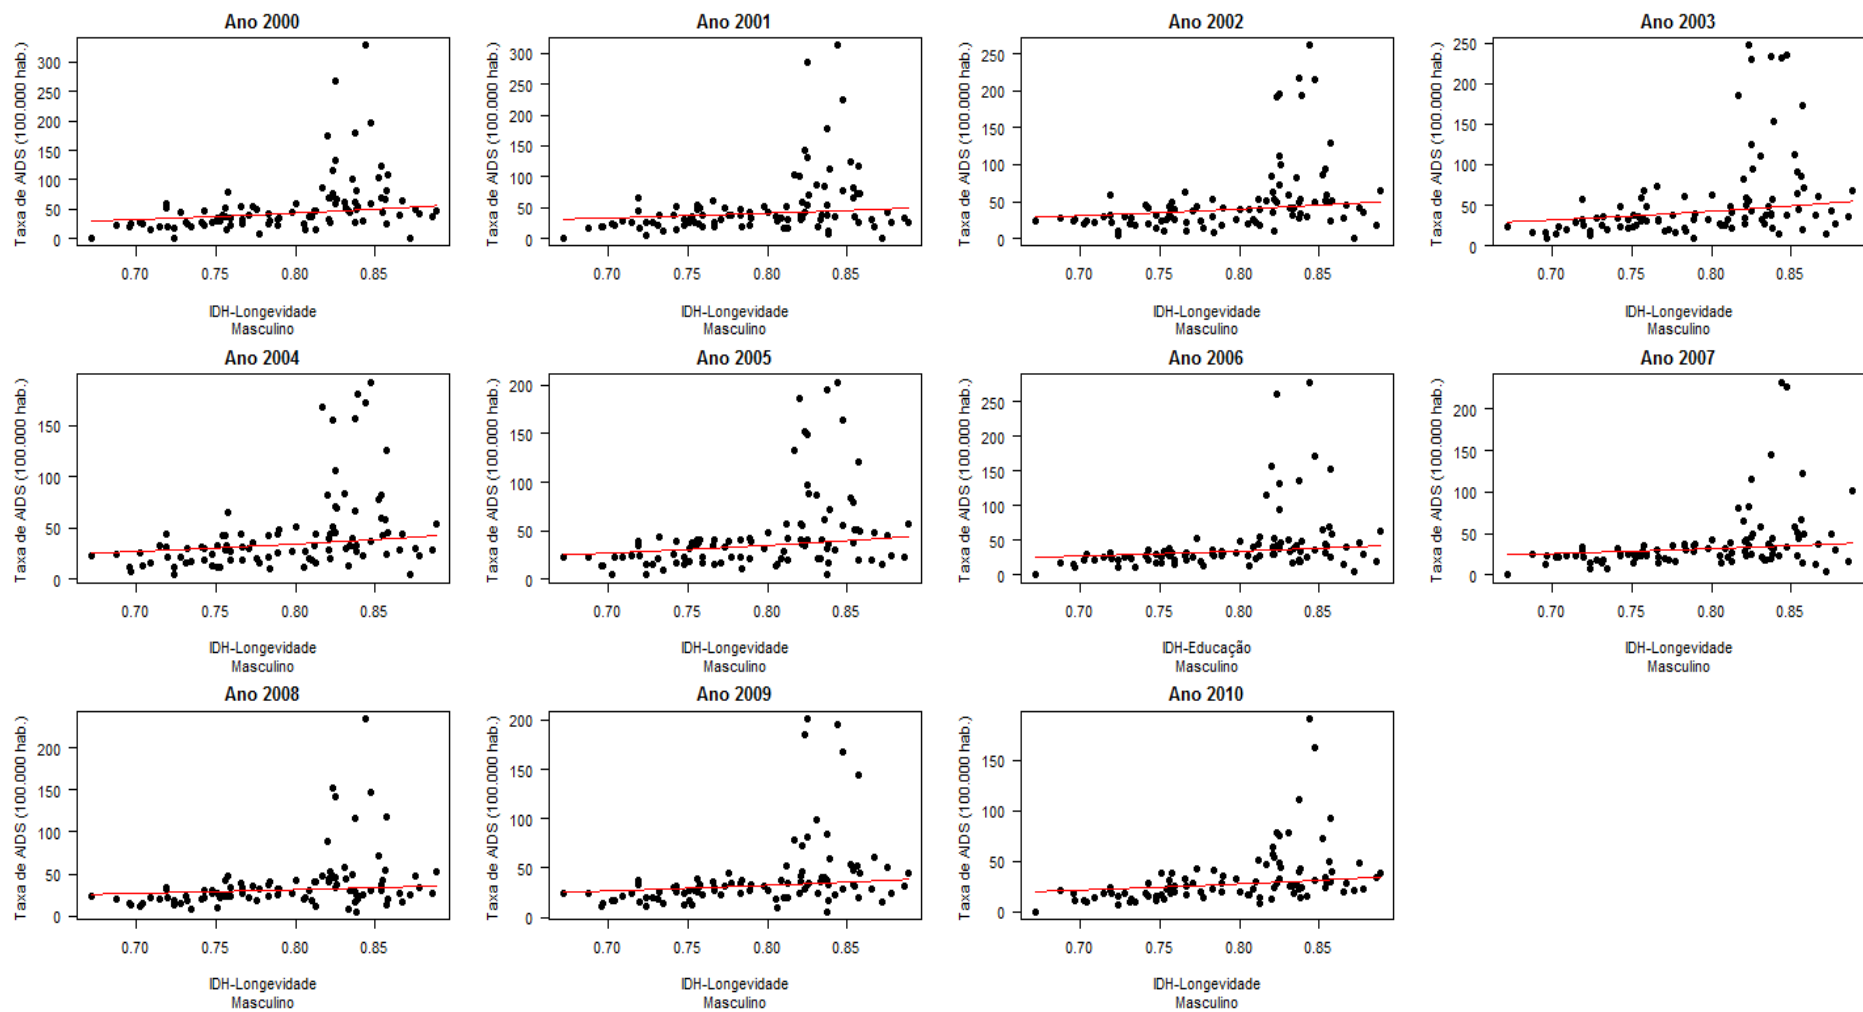 Ano 2000
Taxa de AIDS (100.000 hab.)
300
250
200
150
100
50
0
0.70 0.75 0.80 0.85
IDH-Longevidade
Masculino
Ano 2001
Taxa de AIDS (100.000 hab.)
300
250
200
150
100
50
0
0.70 0.75 0.80 0.85
IDH-Longevidade
Masculino
Ano 2002
Taxa de AIDS (100.000 hab.)
250
200
150
100
50
0
0.70 0.75 0.80 0.85
IDH-Longevidade
Masculino
Ano 2003
Taxa de AIDS (100.000 hab.)
250
200
150
100
50
0
0.70 0.75 0.80 0.85
IDH-Longevidade
Masculino
Ano 2004
Taxa de AIDS (100.000 hab.)
150
100
50
0
0.70 0.75 0.80 0.85
IDH-Longevidade
Masculino
Ano 2005
Taxa de AIDS (100.000 hab.)
200
150
100
50
0
0.70 0.75 0.80 0.85
IDH-Longevidade
Masculino
Ano 2006
Taxa de AIDS (100.000 hab.)
250
200
150
100
50
0
0.70 0.75 0.80 0.85
IDH-Educação
Masculino
Ano 2007
Taxa de AIDS (100.000 hab.)
200
150
100
50
0
0.70 0.75 0.80 0.85
IDH-Longevidade
Masculino
Ano 2008
Taxa de AIDS (100.000 hab.)
200
150
100
50
0
0.70 0.75 0.80 0.85
IDH-Longevidade
Masculino
Ano 2009
Taxa de AIDS (100.000 hab.)
200
150
100
50
0
0.70 0.75 0.80 0.85
IDH-Longevidade
Masculino
Ano 2010
Taxa de AIDS (100.000 hab.)
150
100
50
0
0.70 0.75 0.80 0.85
IDH-Longevidade
Masculino